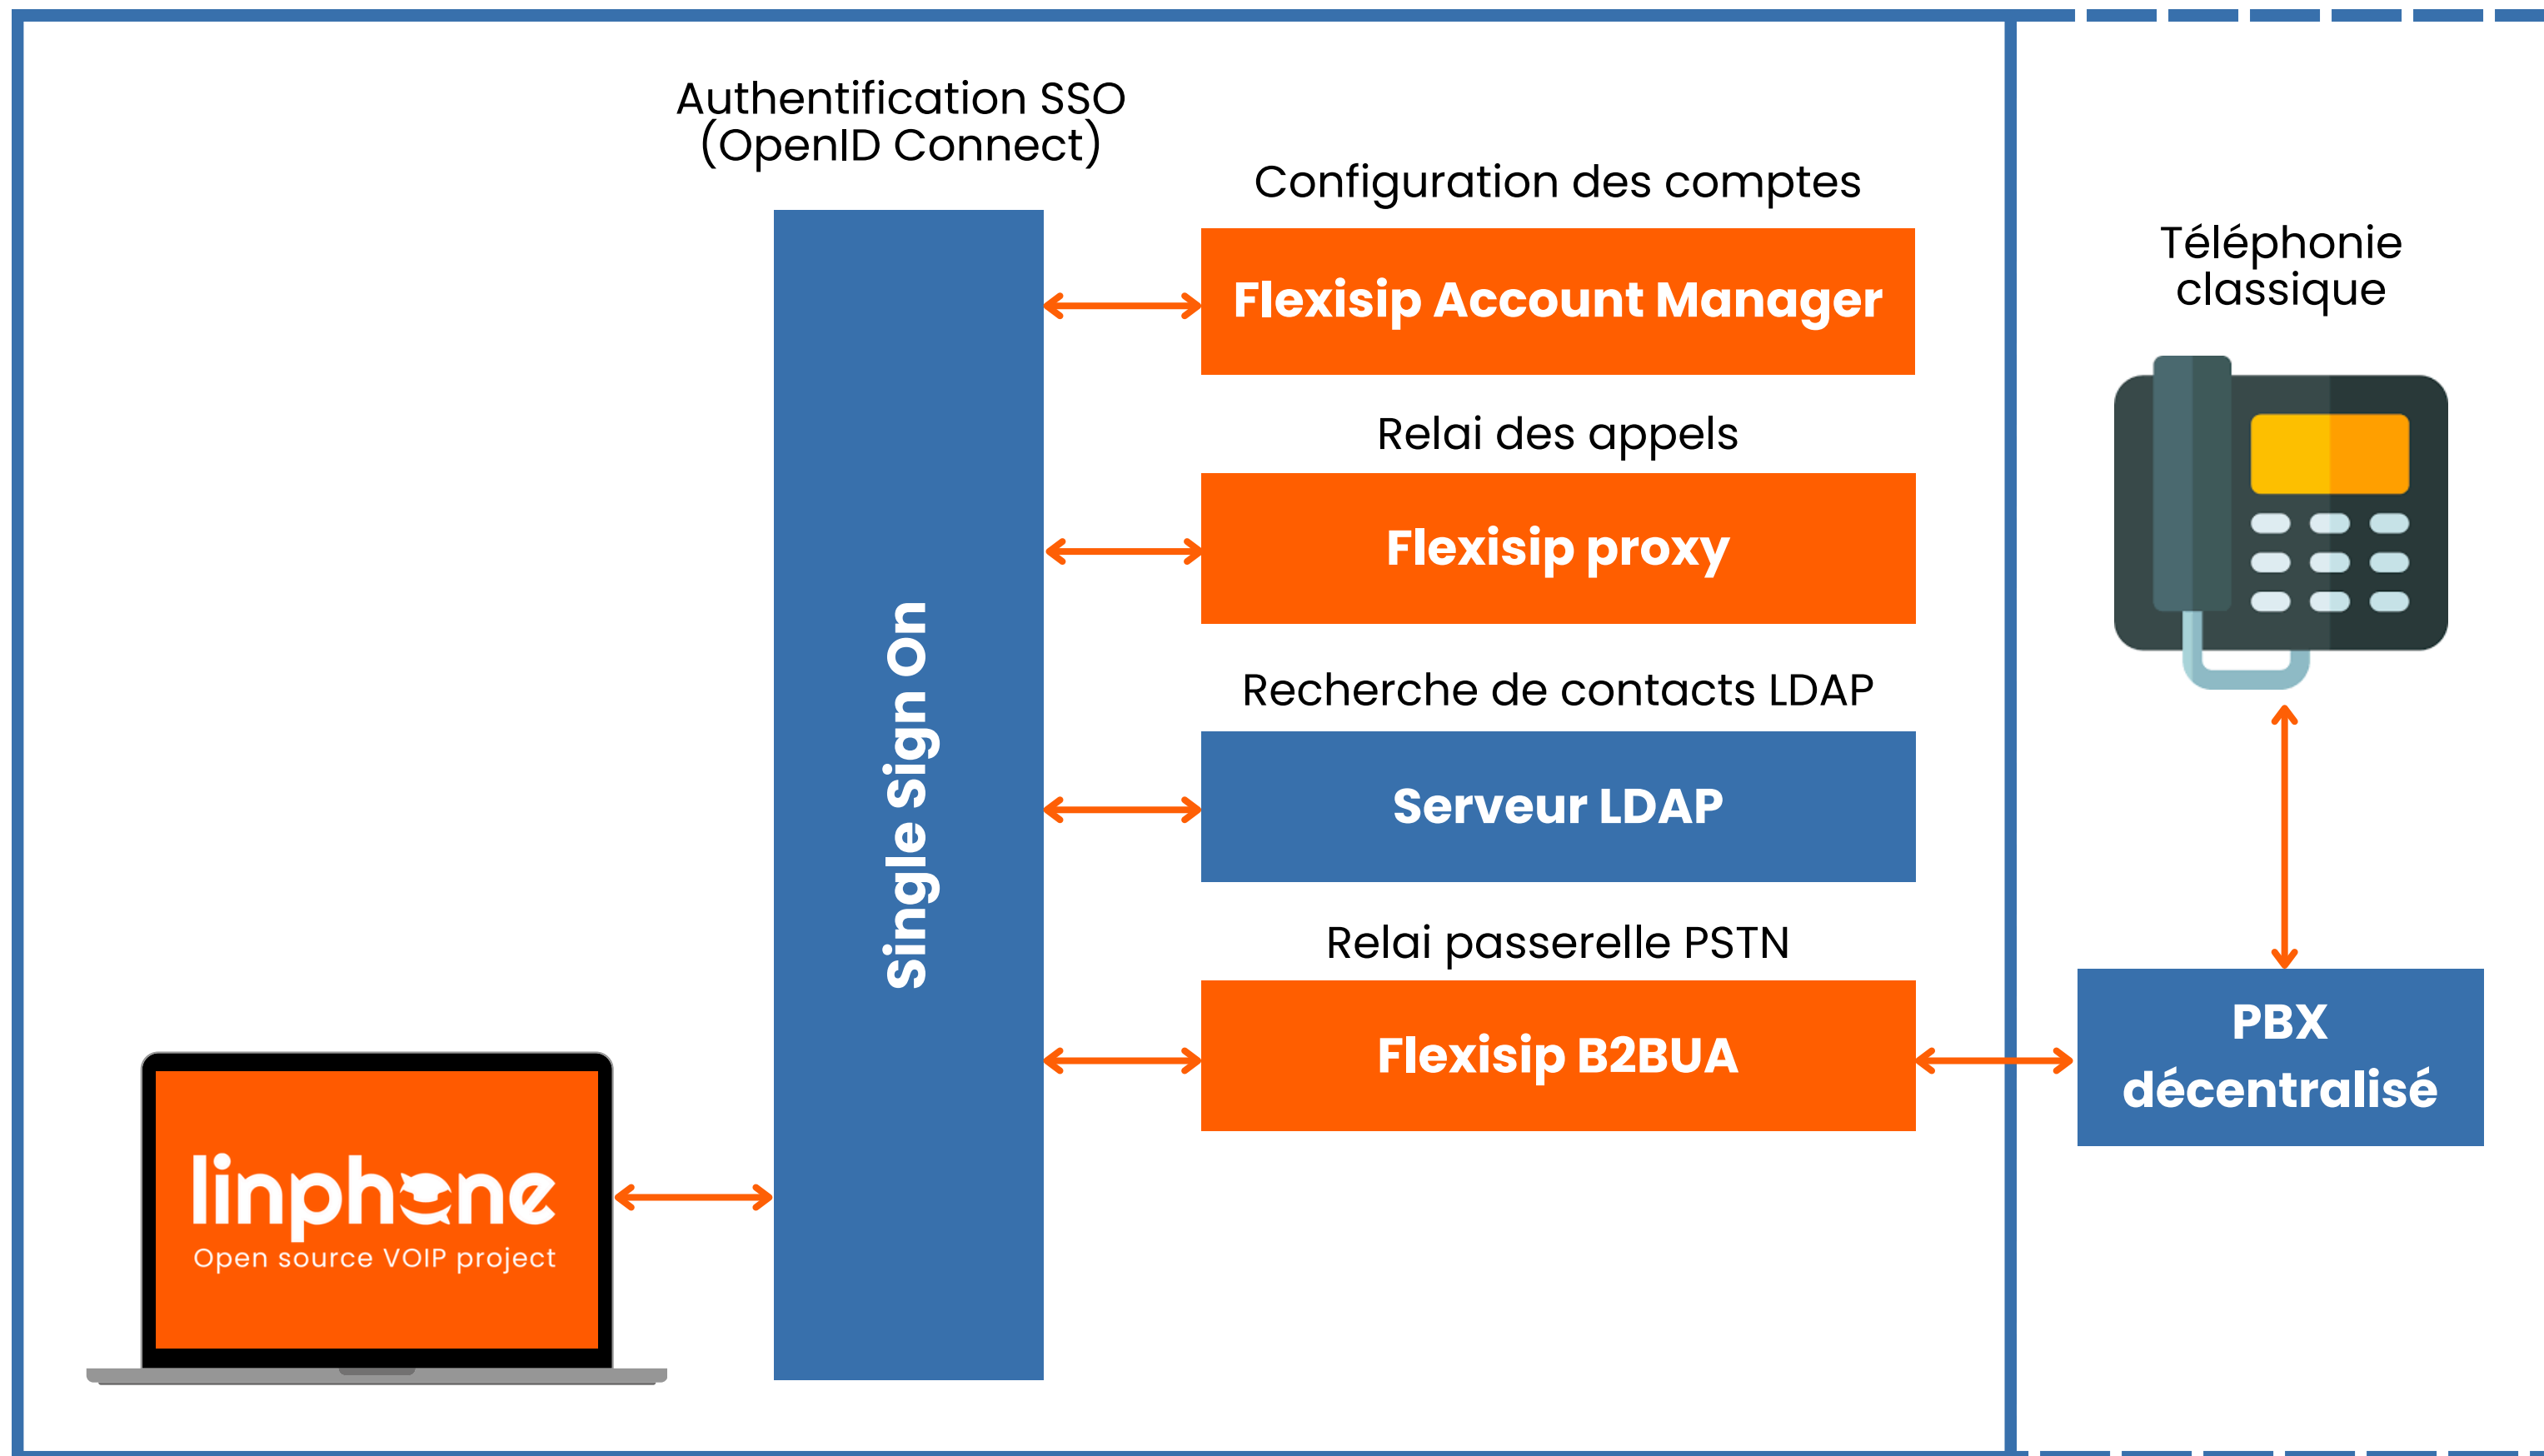 Authentification SSO
(OpenID Connect)
Configuration des comptes
Flexisip Account Manager
Téléphonie
classique
Relai des appels
Flexisip proxy
Single Sign On
Recherche de contacts LDAP
Serveur LDAP
Relai passerelle PSTN
Flexisip B2BUA
PBX
décentralisé
linphone
Open source VOIP project